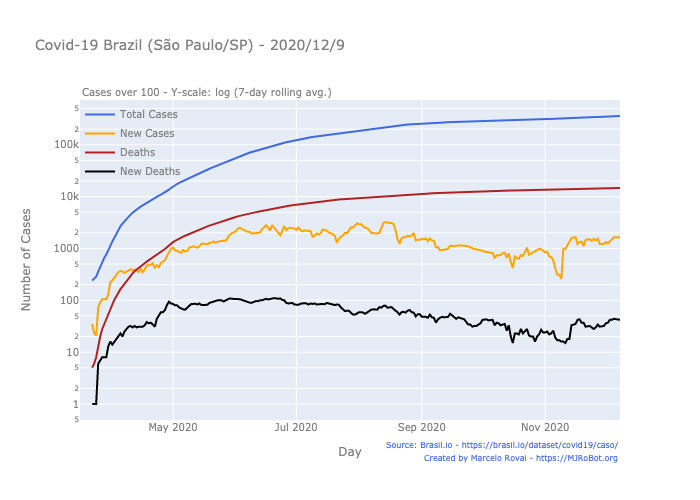 Covid-19 Brazil (São Paulo/SP) - 2020/12/9
Cases over 100 - Y-scale: log (7-day rolling avg.)
Total Cases
New Cases
Deaths
New Deaths
Number of Cases
5
2
100k
5
2
10k
5
2
1000
5
2
100
5
2
10
5
2
1
5
May 2020
Jul 2020
Sep 2020
Nov 2020
Day
Source: Brasil.io - https://brasil.io/dataset/covid19/caso/
Created by Marcelo Rovai - https://MJRoBot.org